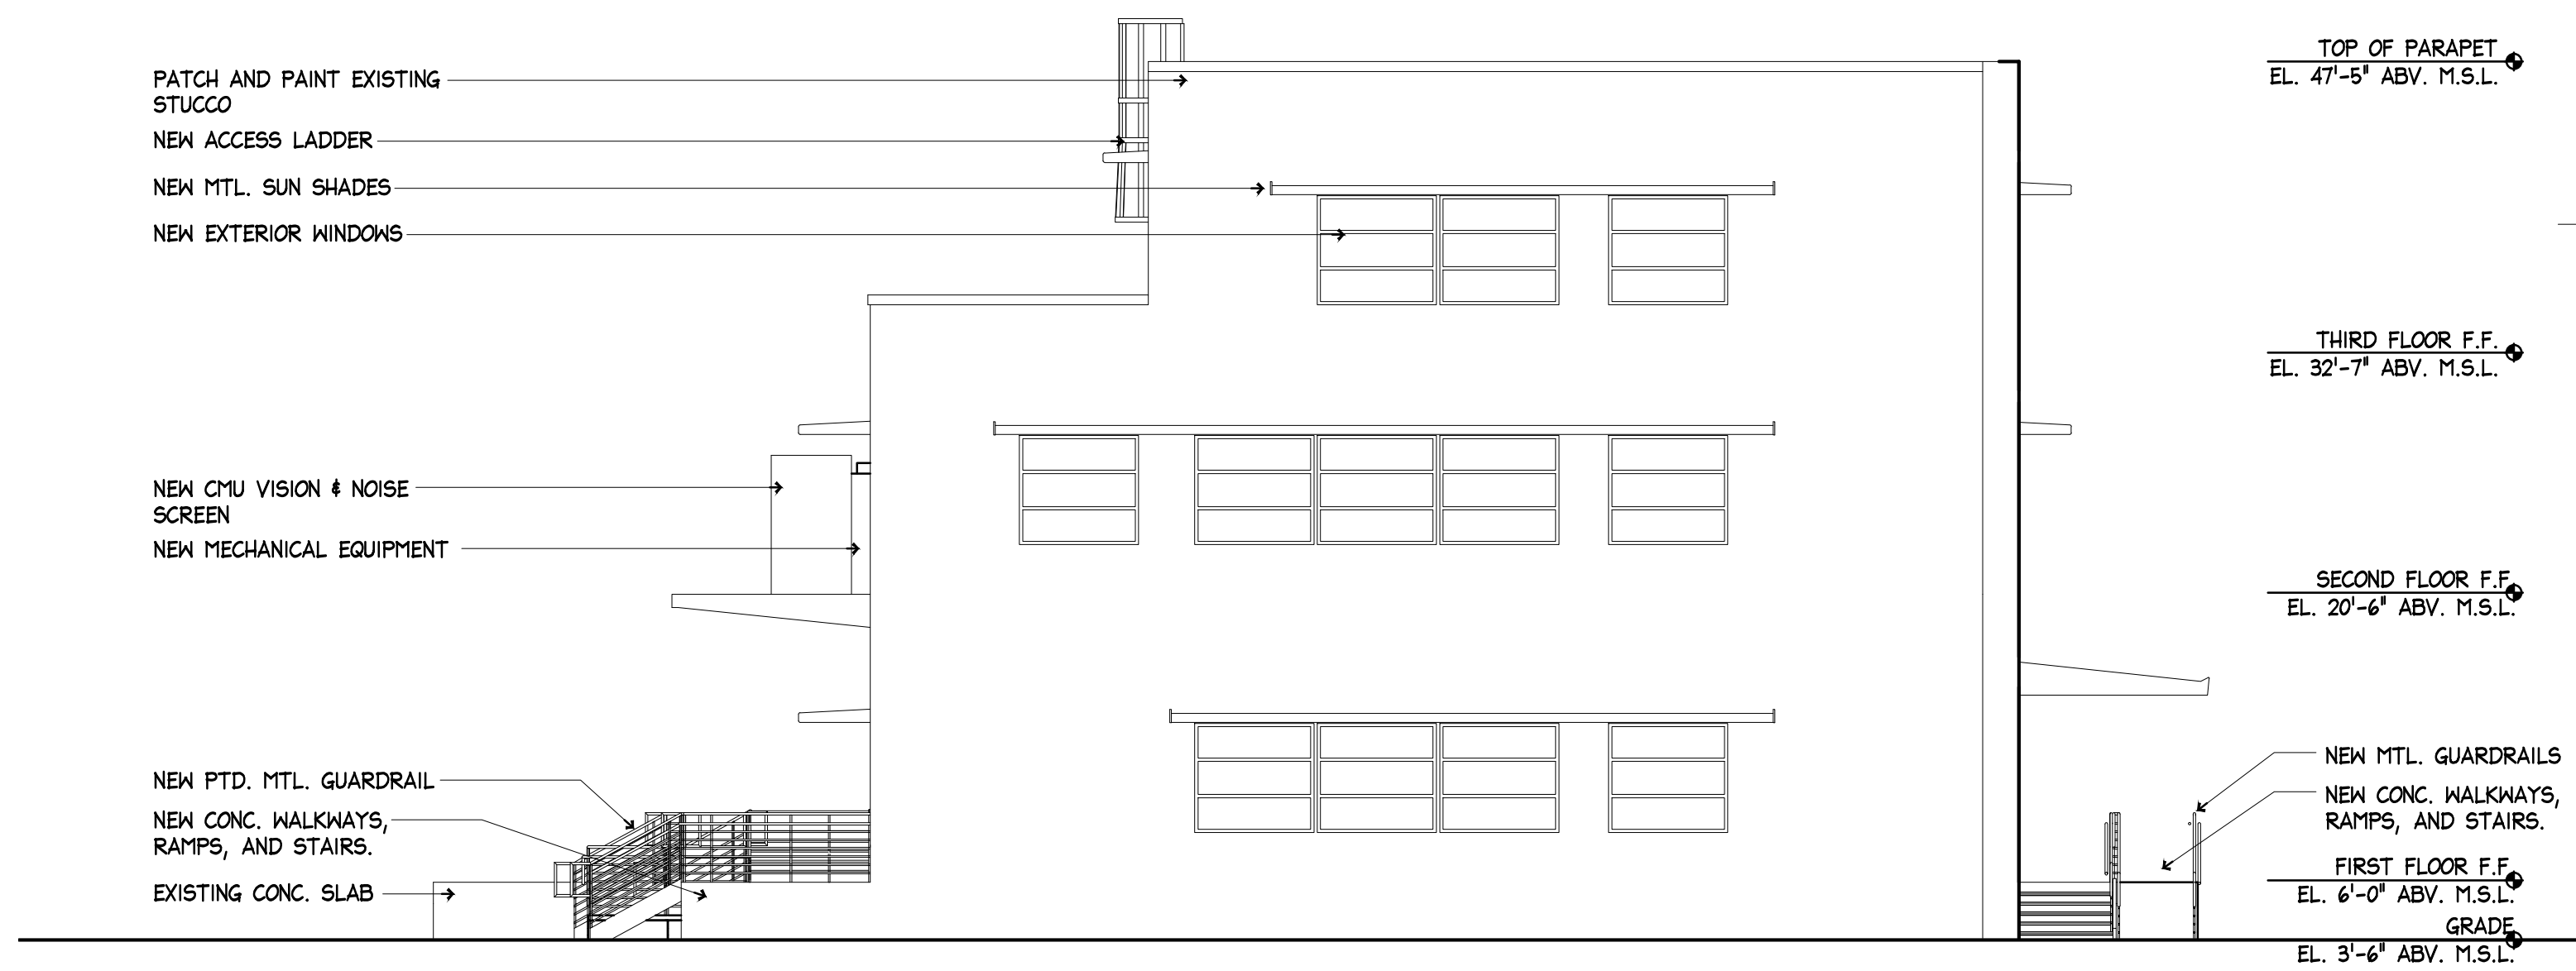 PATCH AND PAINT EXISTING
STUCCO
NEW ACCESS LADDER
NEW MTL. SUN SHADES
NEW EXTERIOR WINDOWS
NEW CMU VISION & NOISE
SCREEN
NEW MECHANICAL EQUIPMENT
NEW PTD. MTL. GUARDRAIL
NEW CONC. WALKWAYS,
RAMPS, AND STAIRS.
EXISTING CONC. SLAB
TOP OF PARAPET
EL. 47'-5" ABV. M.S.L.
THIRD FLOOR F.F.
EL. 32'-7" ABV. M.S.L.
SECOND FLOOR F.F.
EL. 20'-6" ABV. M.S.L.
NEW MTL. GUARDRAILS
NEW CONC. WALKWAYS,
RAMPS, AND STAIRS.
FIRST FLOOR F.F.
EL. 6'-0" ABV. M.S.L.
GRADE
EL. 3'-6" ABV. M.S.L.